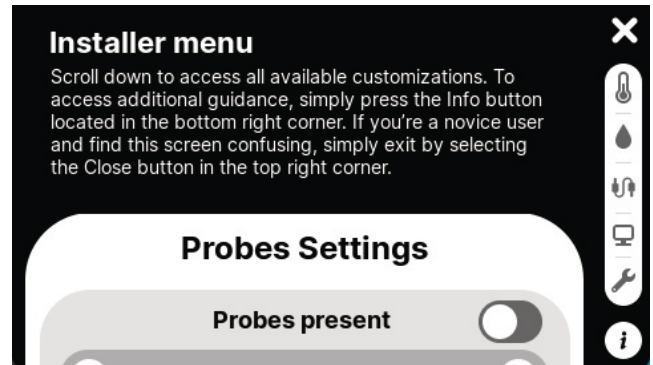 Installer menu
Scroll down to access all available customizations. To
access additional guidance, simply press the Info button
located in the bottom right corner. If you're a novice user
and find this screen confusing, simply exit by selecting
the Close button in the top right corner.
Probes Settings
Probes present
i